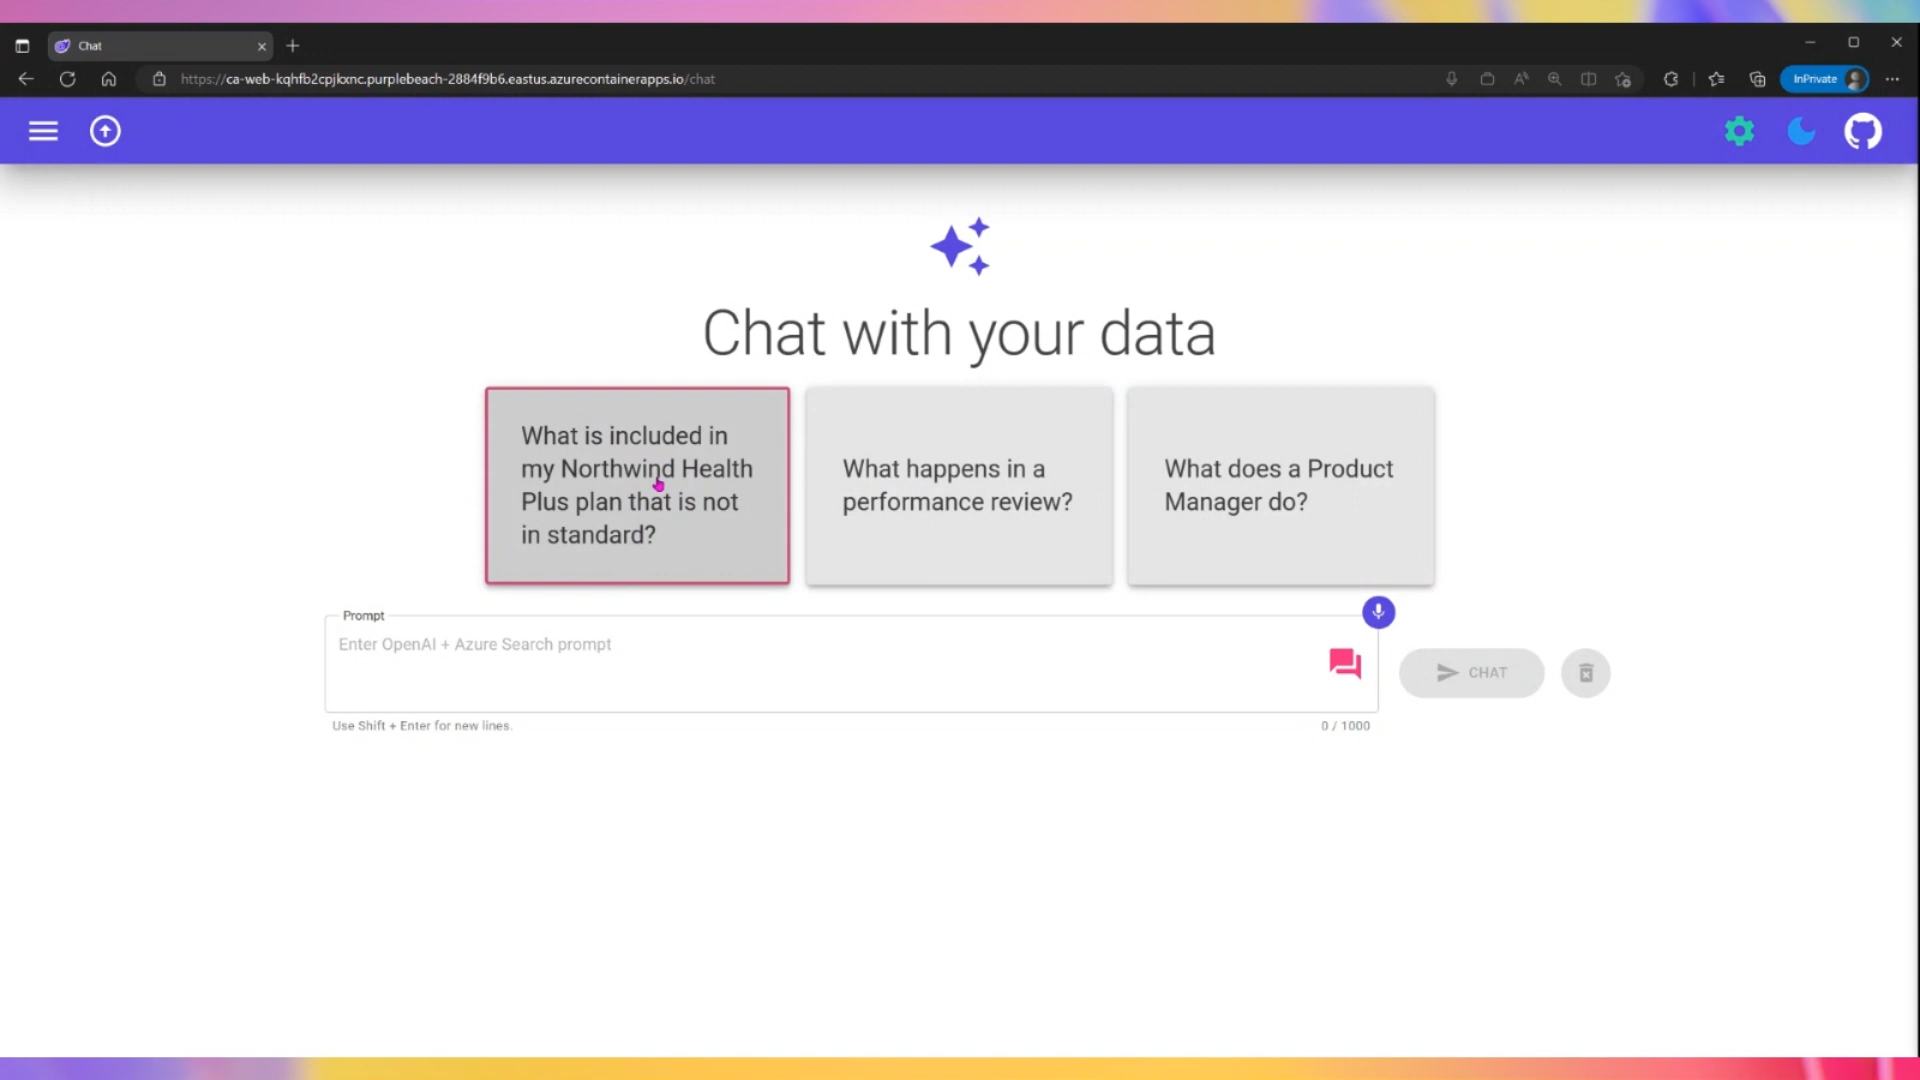 Chat
https://ca-web-kqhfb2cpjkxnc.purplebeach-2884f9b6.eastus.azurecontainerapps.io/chat
InPrivate
Chat with your data
What is included in
my Northwind Health
Plus plan that is not
in standard?
What happens in a
performance review?
What does a Product
Manager do?
Prompt
Enter OpenAI + Azure Search prompt
CHAT
Use Shift + Enter for new lines.
0 / 1000